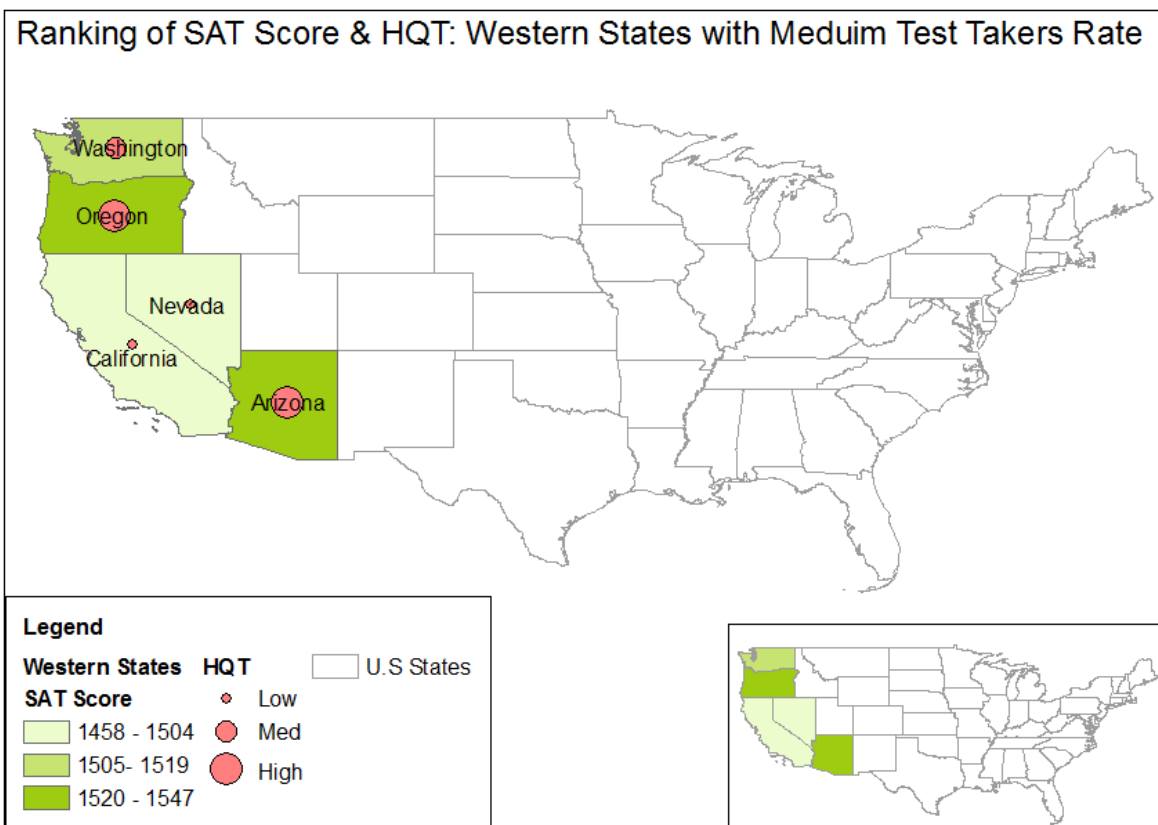 Ranking of SAT Score & HQT: Western States with Meduim Test Takers Rate
Washington
Oregon
Nevada
California
Arizona
Legend
Western States HQT U.S States
SAT Score Low
1458 - 1504 Med
1505- 1519 High
1520 - 1547